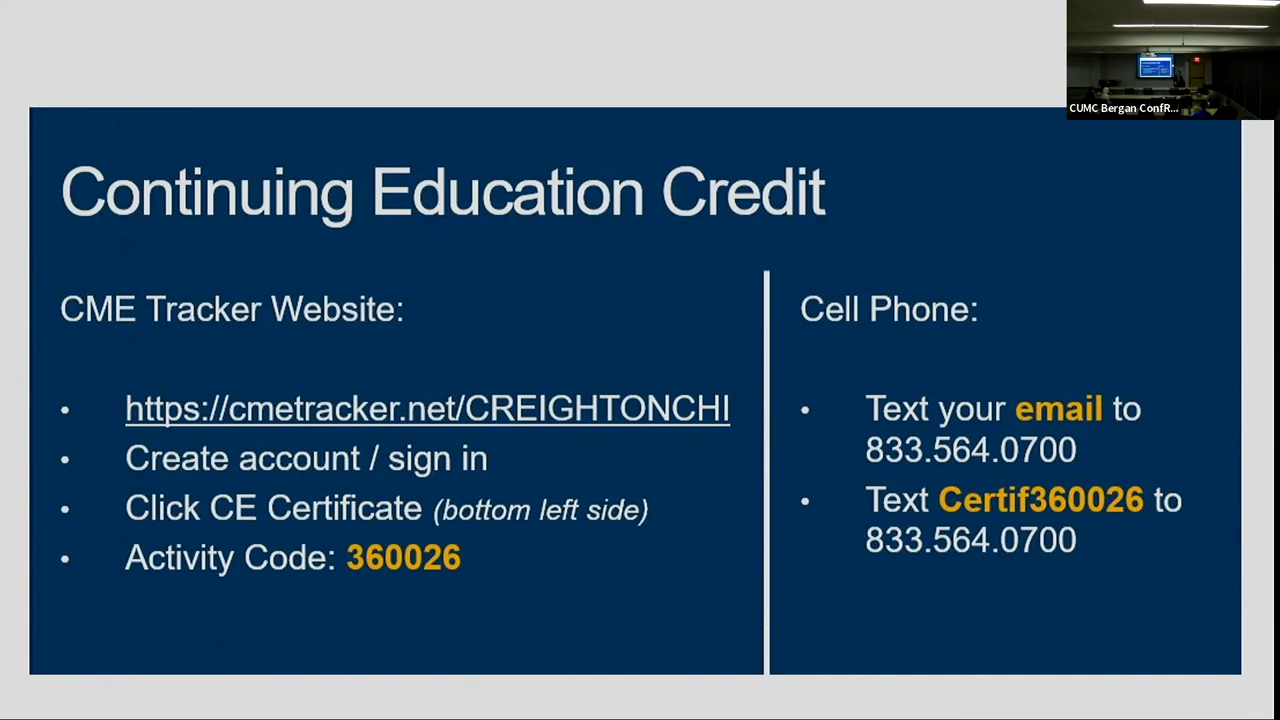 CUMC Bergan ConfR...
Continuing Education Credit
CME Tracker Website:
• https://cmetracker.net/CREIGHTONCHI
• Create account / sign in
• Click CE Certificate (bottom left side)
• Activity Code: 360026
Cell Phone:
• Text your email to
833.564.0700
• Text Certif360026 to
833.564.0700